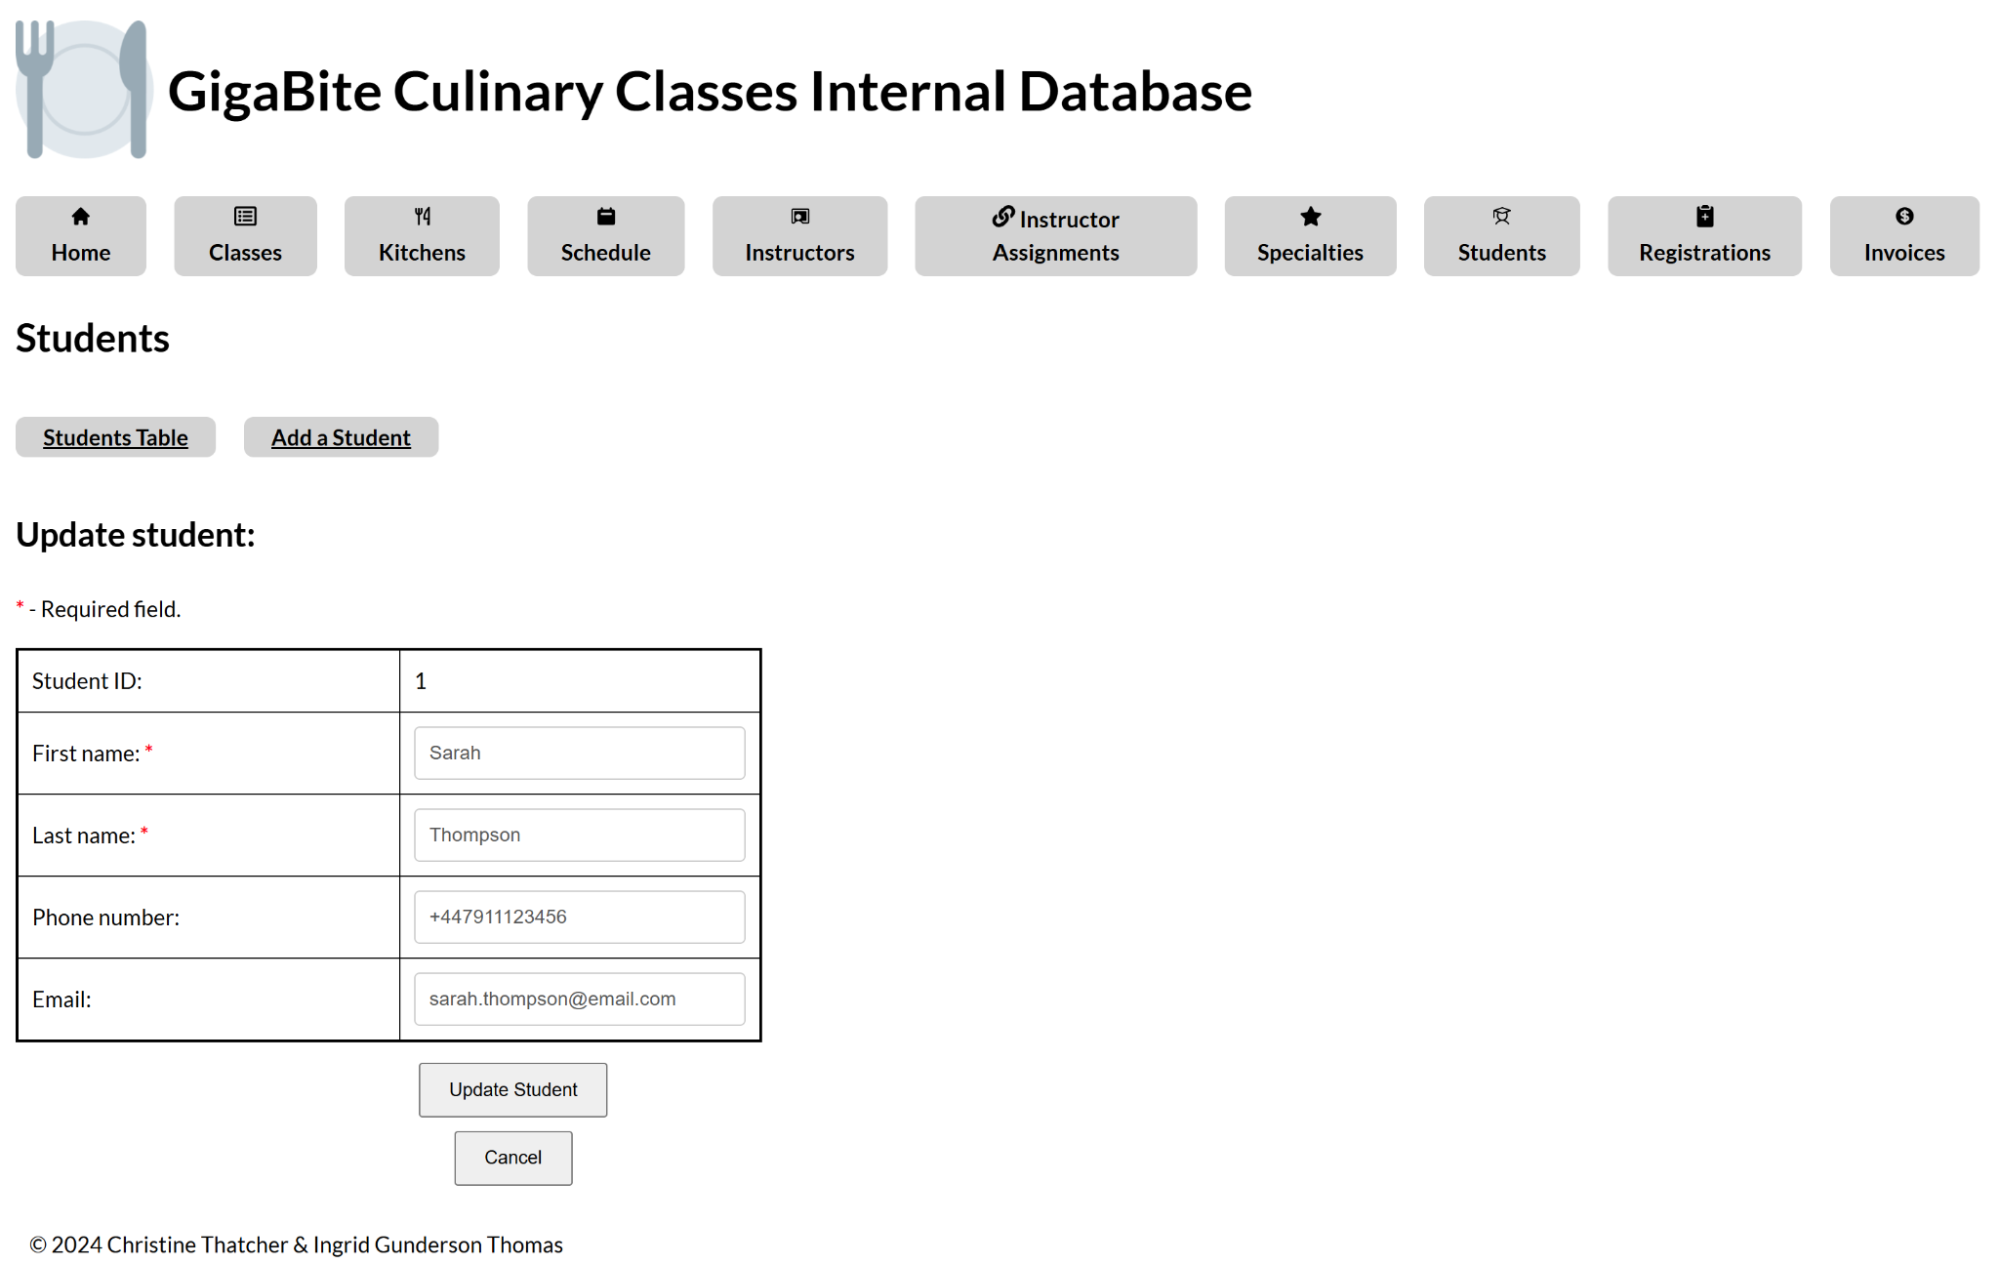 GigaBite Culinary Classes Internal Database
Home
Classes
Kitchens
Schedule
Instructors
Instructor
Assignments
Specialties
Students
Registrations
Invoices
Students
Students Table
Add a Student
Update student:
* - Required field.
Student ID: 1
First name: * Sarah
Last name: * Thompson
Phone number: +447911123456
Email: sarah.thompson@email.com
Update Student
Cancel
© 2024 Christine Thatcher & Ingrid Gunderson Thomas